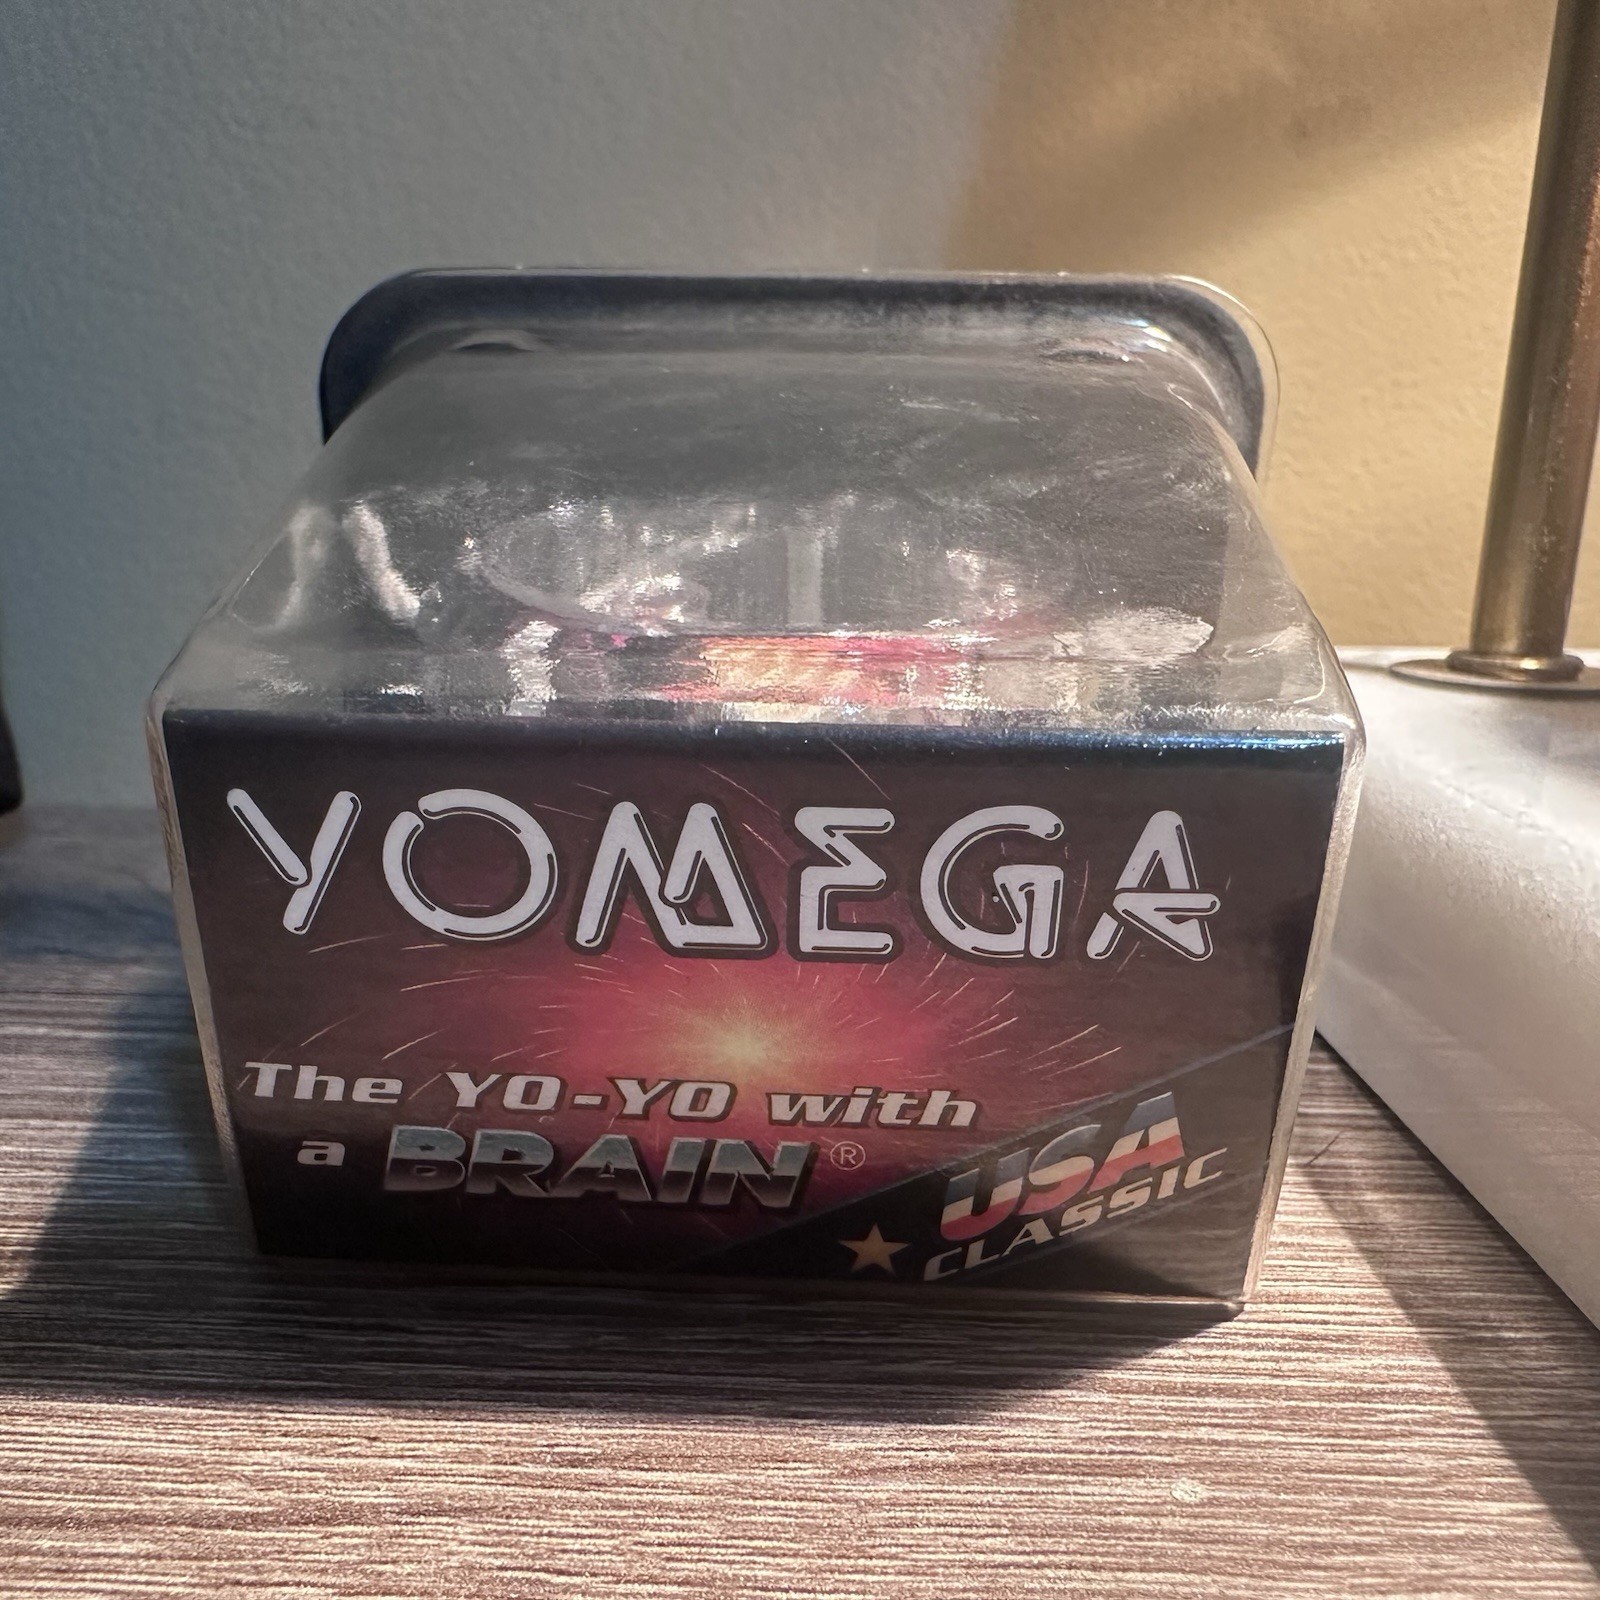 YOMEGA
The YO-YO with
a BRAIN®
USA
CLASSIC